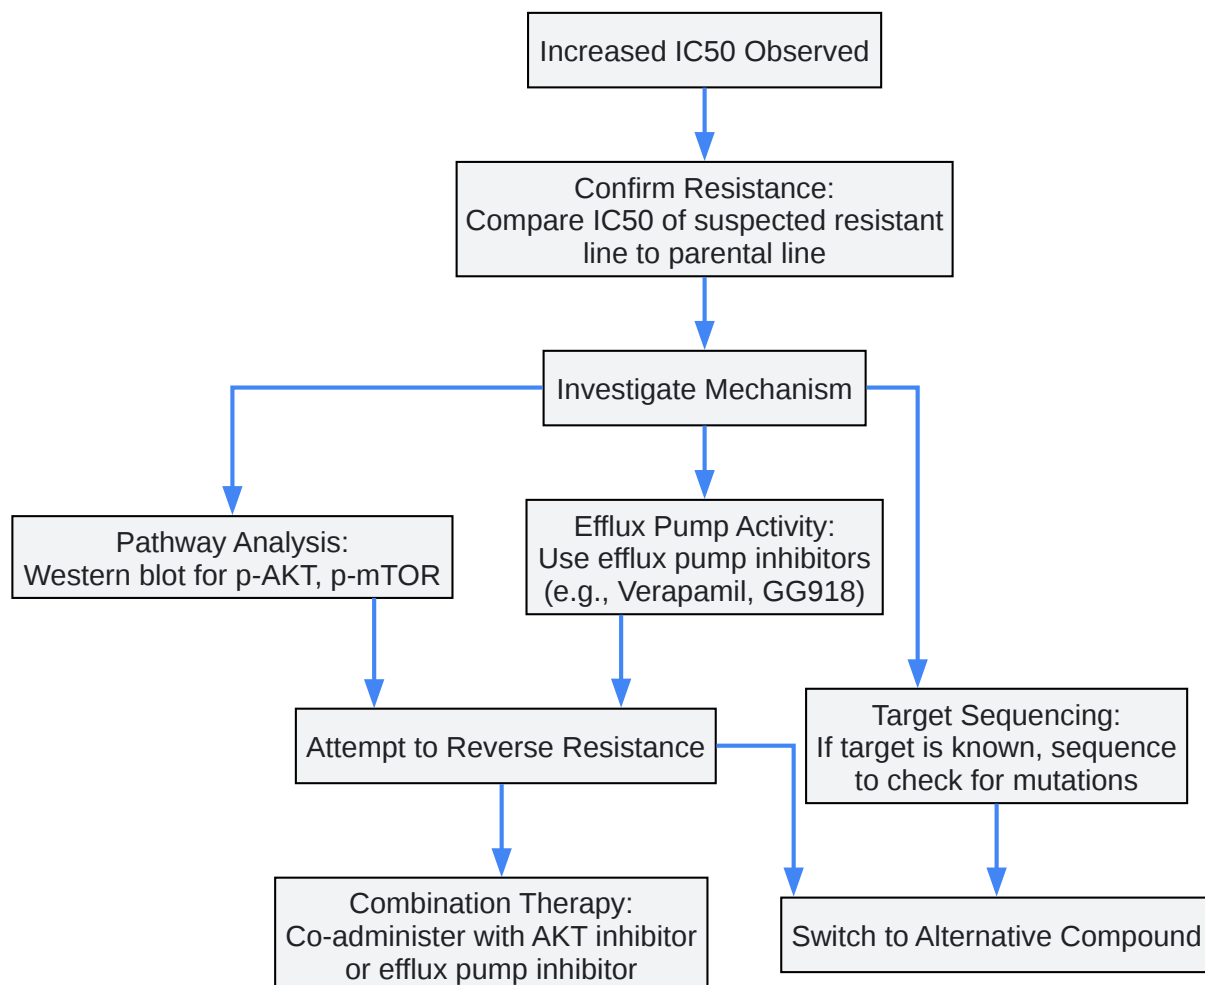 Increased IC50 Observed
Confirm Resistance:
Compare IC50 of suspected resistant
line to parental line
Investigate Mechanism
Pathway Analysis:
Western blot for p-AKT, p-mTOR
Efflux Pump Activity:
Use efflux pump inhibitors
(e.g., Verapamil, GG918)
Target Sequencing:
If target is known, sequence
to check for mutations
Attempt to Reverse Resistance
Combination Therapy:
Co-administer with AKT inhibitor
or efflux pump inhibitor
Switch to Alternative Compound